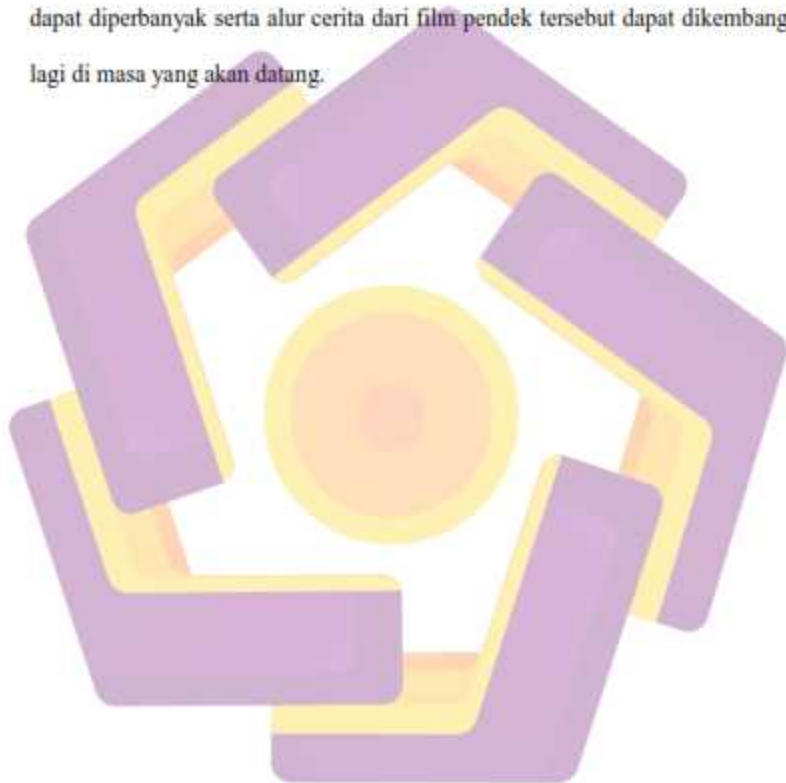 dapat diperbanyak serta alur cerita dari film pendek tersebut dapat dikembang
lagi di masa yang akan datang.